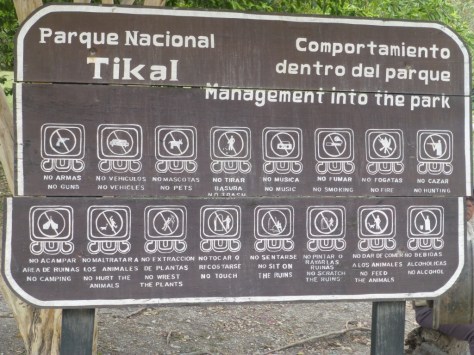 Parque Nacional
Tikal
Comportamiento
dentro del parque
Management into the park
NO ARMAS
NO GUNS
NO VEHICULOS
NO VEHICLES
NO MASCOTAS
NO PETS
NO TIRAR
BASURA
NO TRASH
NO MUSICA
NO MUSIC
NO FUMAR
NO SMOKING
NO FOGATAS
NO FIRE
NO CAZAR
NO HUNTING
NO ACAMPAR
AREA DE RUINAS
NO CAMPING
NO MALTRATAR A
LOS ANIMALES
NO HURT THE
ANIMALS
NO EXTRACCION
DE PLANTAS
NO WREST
THE PLANTS
NO TOCAR O
RECOSTARSE
NO TOUCH
NO SENTARSE
NO SIT ON
THE RUINS
NO PINTAR O
RAYAR LAS
RUINAS
NO SCRATCH
THE RUINS
NO DAR DE COMER
A LOS ANIMALES
NO FEED
THE ANIMALS
NO BEBIDAS
ALCOHOLICAS
NO ALCOHOL